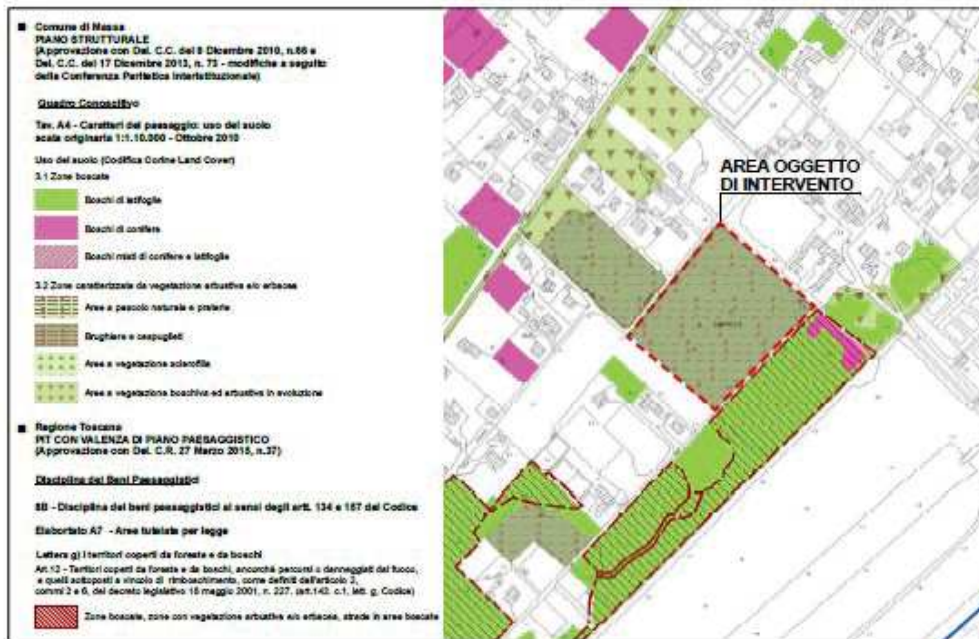 Comune di Massa
PIANO STRUTTURALE
(Approvazione con Del. C.C. del 8 Dicembre 2010, n.66 e
Del. C.C. del 17 Dicembre 2013, n. 73 - modifiche a seguito
della Conferenza Paritetica Interistituzionale)
Quadro Conoscitivo
Tav. A4 - Caratteri del paesaggio: uso del suolo
scala originaria 1:1.10.000 - Ottobre 2010
Uso del suolo (Codifica Corine Land Cover)
3.1 Zone boscate
Boschi di latifoglie
Boschi di conifere
Boschi misti di conifere e latifoglie
3.2 Zone caratterizzate da vegetazione arbustiva e/o erbacea
Aree a pascolo naturale e praterie
Brughiere e cespuglieti
Aree a vegetazione sclerofille
Aree a vegetazione boschiva ed arbustiva in evoluzione
Regione Toscana
PIT CON VALENZA DI PIANO PAESAGGISTICO
(Approvazione con Del. C.R. 27 Marzo 2015, n.37)
Disciplina dei Beni Paesaggistici
8B - Disciplina dei beni paesaggistici ai sensi degli artt. 134 e 157 del Codice
Elaborato A7 - Aree tutelate per legge
Lettera g) I territori coperti da foreste e da boschi
Art.12 - Territori coperti da foreste e da boschi, ancorché percorsi o danneggiati dal fuoco,
e quelli sottoposti a vincolo di rimboschimento, come definiti dall'articolo 2,
commi 2 e 6, del decreto legislativo 18 maggio 2001, n. 227. (art.142. c.1, lett. g, Codice)
Zone boscate, zone con vegetazione arbustiva e/o erbacea, strade in aree boscate
AREA OGGETTO
DI INTERVENTO